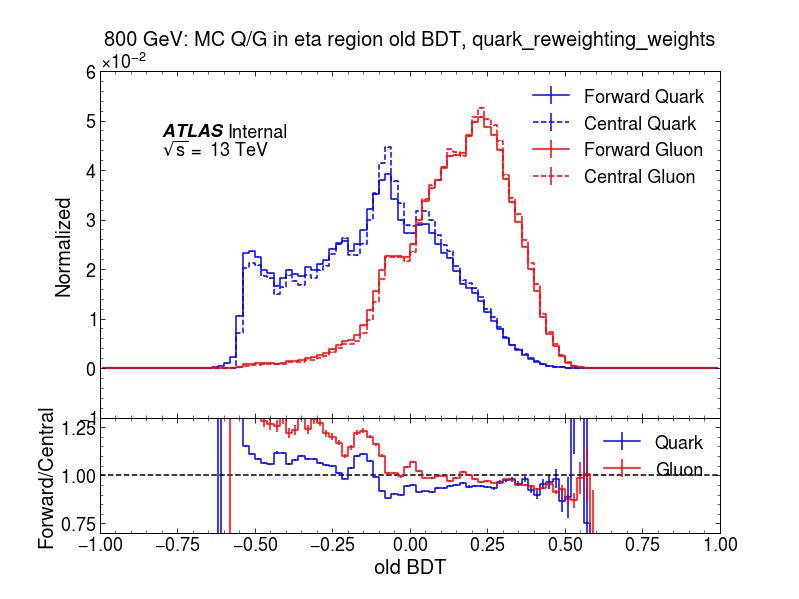 800 GeV: MC Q/G in eta region old BDT, quark_reweighting_weights
×10⁻²
6
5
4
3
2
1
0
−1
Normalized
ATLAS Internal
√s = 13 TeV
Forward Quark
Central Quark
Forward Gluon
Central Gluon
1.25
1.00
0.75
Forward/Central
Quark
Gluon
−1.00 −0.75 −0.50 −0.25 0.00 0.25 0.50 0.75 1.00
old BDT